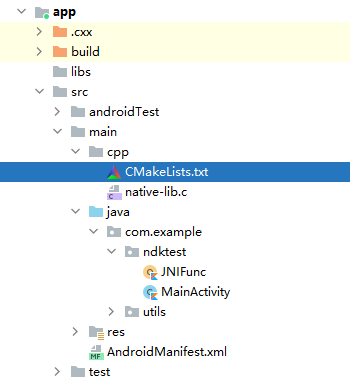 app
.cxx
build
libs
src
androidTest
main
cpp
CMakeLists.txt
native-lib.c
java
com.example
ndktest
JNIFunc
MainActivity
utils
res
MF
AndroidManifest.xml
test